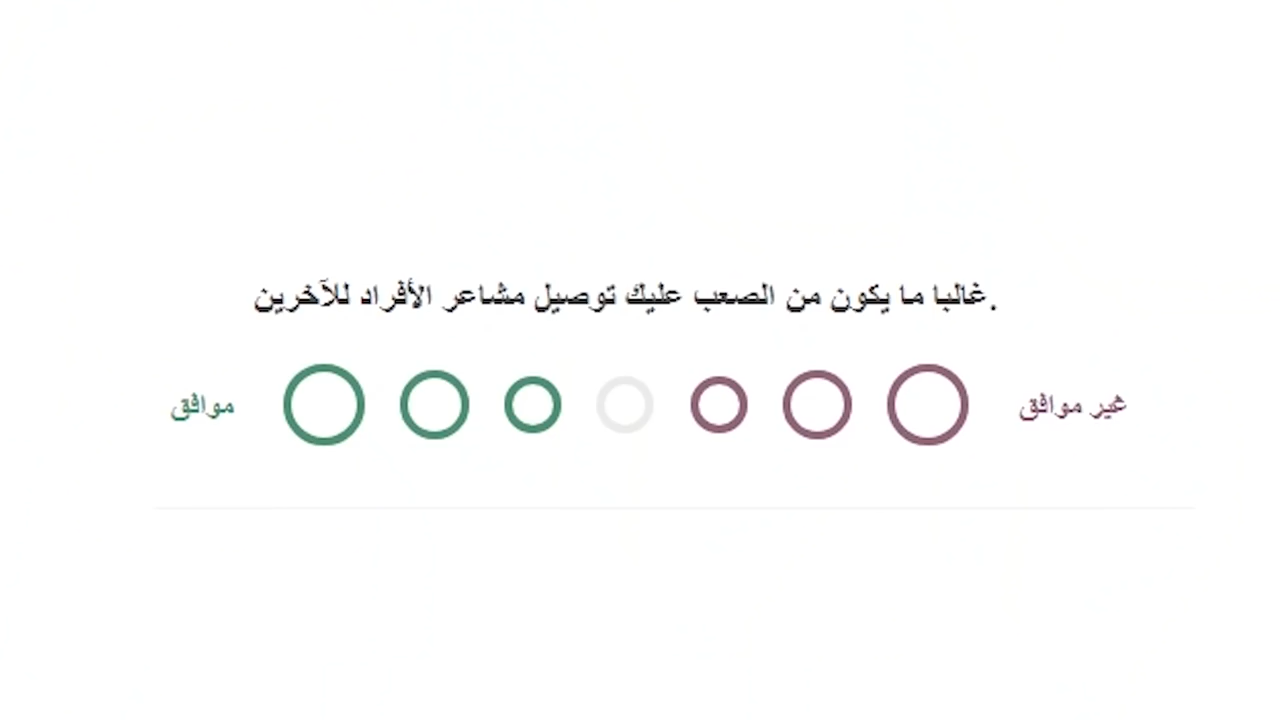 غالبا ما يكون من الصعب عليك توصيل مشاعر الأفراد للآخرين.
غير موافق
موافق